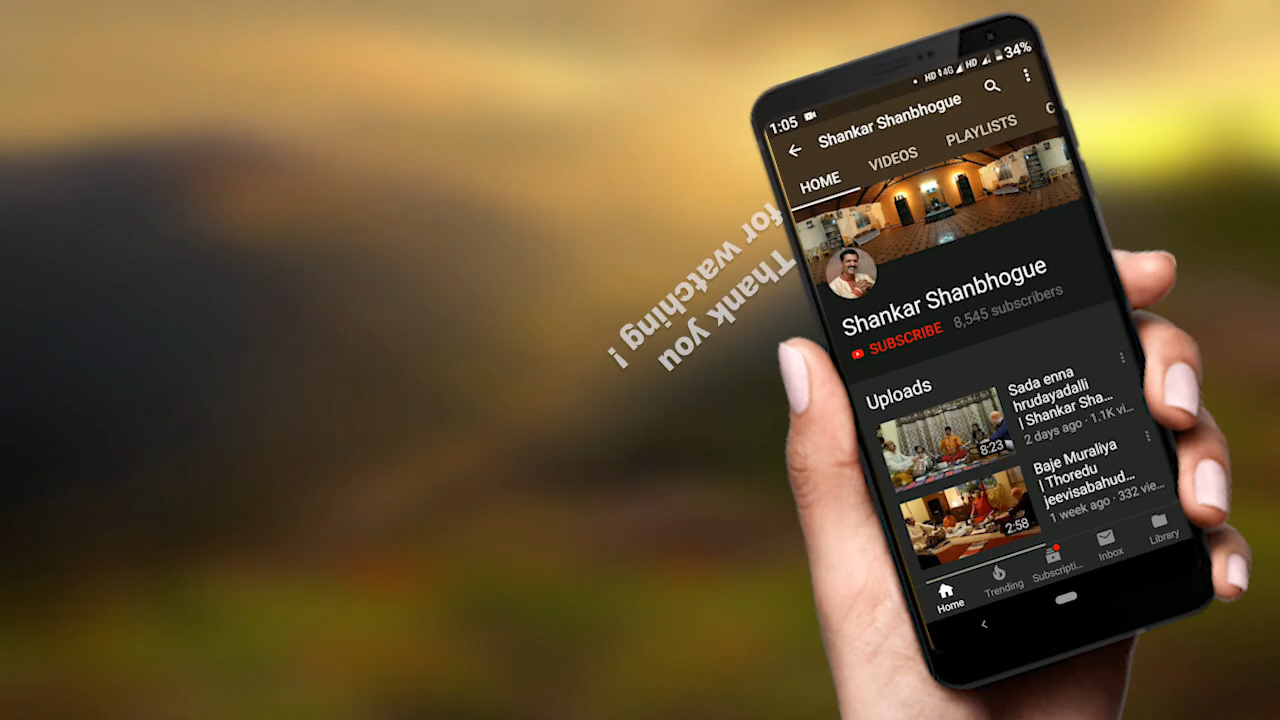 1:05
HD 4G HD 34%
Shankar Shanbhogue
HOME VIDEOS PLAYLISTS C
Thank you
for watching
!
Shankar Shanbhogue
SUBSCRIBE 8,545 subscribers
Uploads
Sada enna
hrudayadalli
| Shankar Sha...
2 days ago · 1.1K vi...
8:23
Baje Muraliya
| Thoredu
jeevisabahud...
1 week ago · 332 vie...
2:58
Home Trending Subscripti... Inbox Library